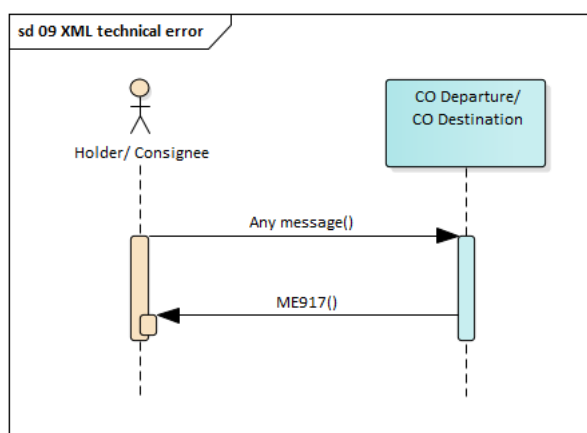 sd 09 XML technical error
CO Departure/
CO Destination
Holder/ Consignee
Any message()
ME917()